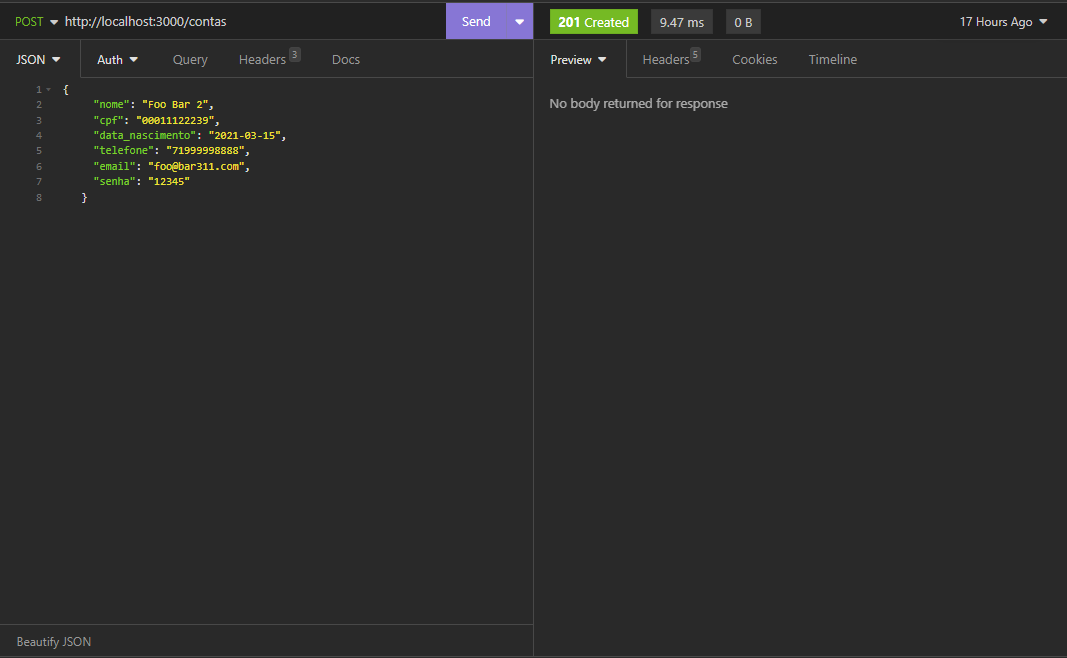 POST http://localhost:3000/contas Send 201 Created 9.47 ms 0 B 17 Hours Ago
JSON Auth Query Headers 3 Docs Preview Headers 5 Cookies Timeline
No body returned for response
1 {
2 "nome": "Foo Bar 2",
3 "cpf": "00011122239",
4 "data_nascimento": "2021-03-15",
5 "telefone": "71999998888",
6 "email": "foo@bar311.com",
7 "senha": "12345"
8 }
Beautify JSON